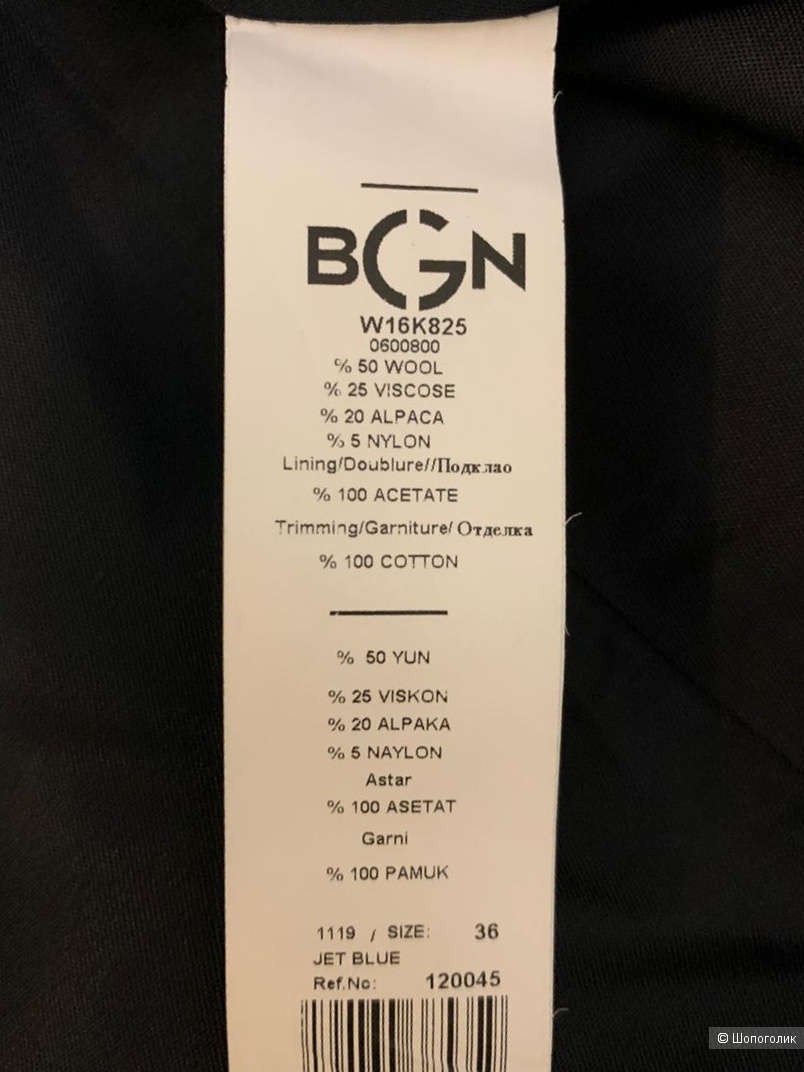 BGN
W16K825
0600800
% 50 WOOL
% 25 VISCOSE
% 20 ALPACA
% 5 NYLON
Lining/Doublure//Подклао
% 100 ACETATE
Trimming/Garniture/ Отделка
% 100 COTTON
% 50 YUN
% 25 VISKON
% 20 ALPAKA
% 5 NAYLON
Astar
% 100 ASETAT
Garni
% 100 PAMUK
1119 / SIZE: 36
JET BLUE
Ref.No: 120045
© Шопоголик